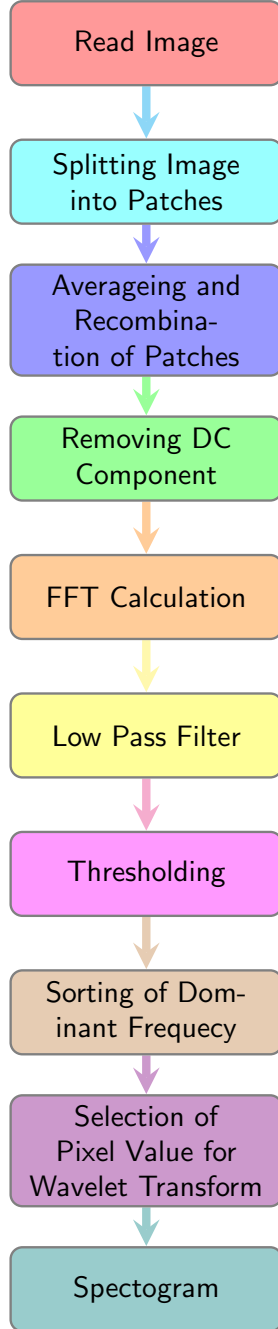 Read Image
Splitting Image
into Patches
Averageing and
Recombina-
tion of Patches
Removing DC
Component
FFT Calculation
Low Pass Filter
Thresholding
Sorting of Dom-
inant Frequecy
Selection of
Pixel Value for
Wavelet Transform
Spectogram